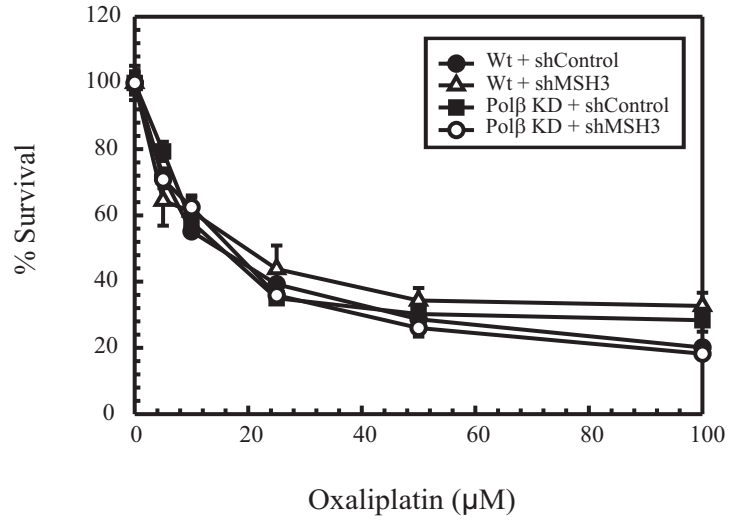 120
100
80
60
40
20
0
% Survival
Wt + shControl
Wt + shMSH3
Polβ KD + shControl
Polβ KD + shMSH3
0 20 40 60 80 100
Oxaliplatin (μM)